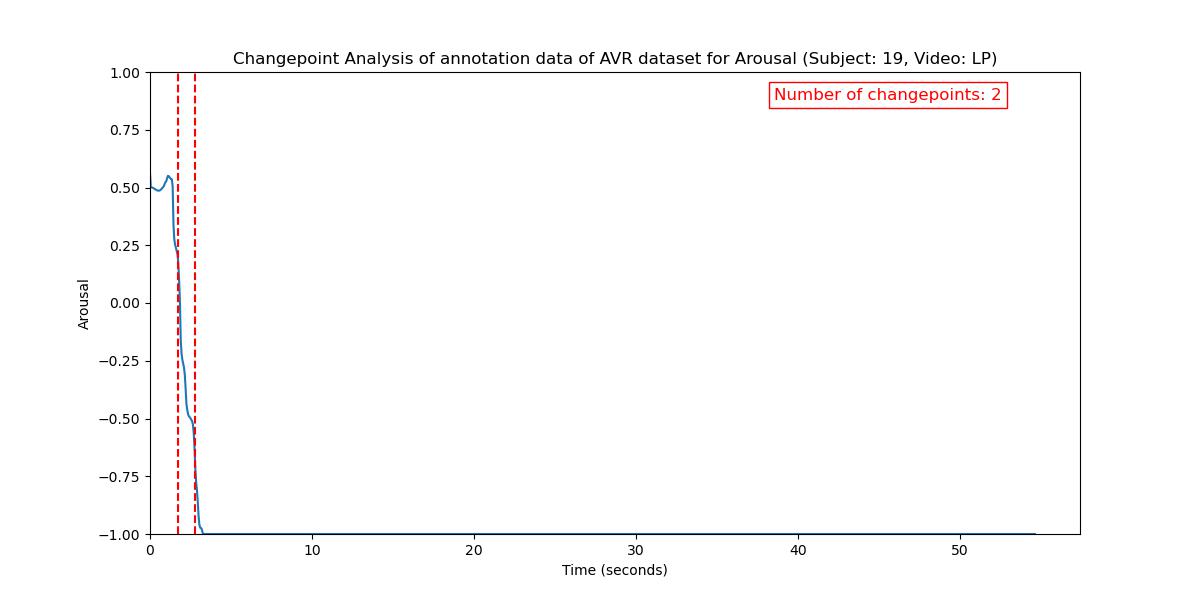 Changepoint Analysis of annotation data of AVR dataset for Arousal (Subject: 19, Video: LP)
Number of changepoints: 2
Arousal
1.00
0.75
0.50
0.25
0.00
−0.25
−0.50
−0.75
−1.00
0 10 20 30 40 50
Time (seconds)